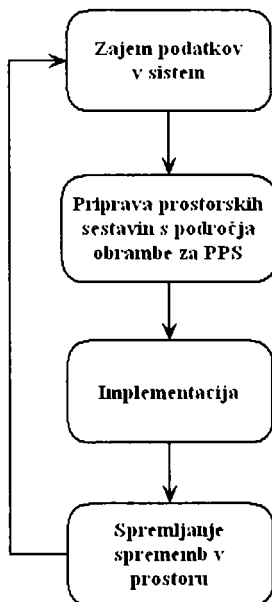 Zajem podatkov
v sistem
Priprava prostorskih
sestavin s področja
obrambe za PPS
Implementacija
Spremljanje
sprememb v
prostoru